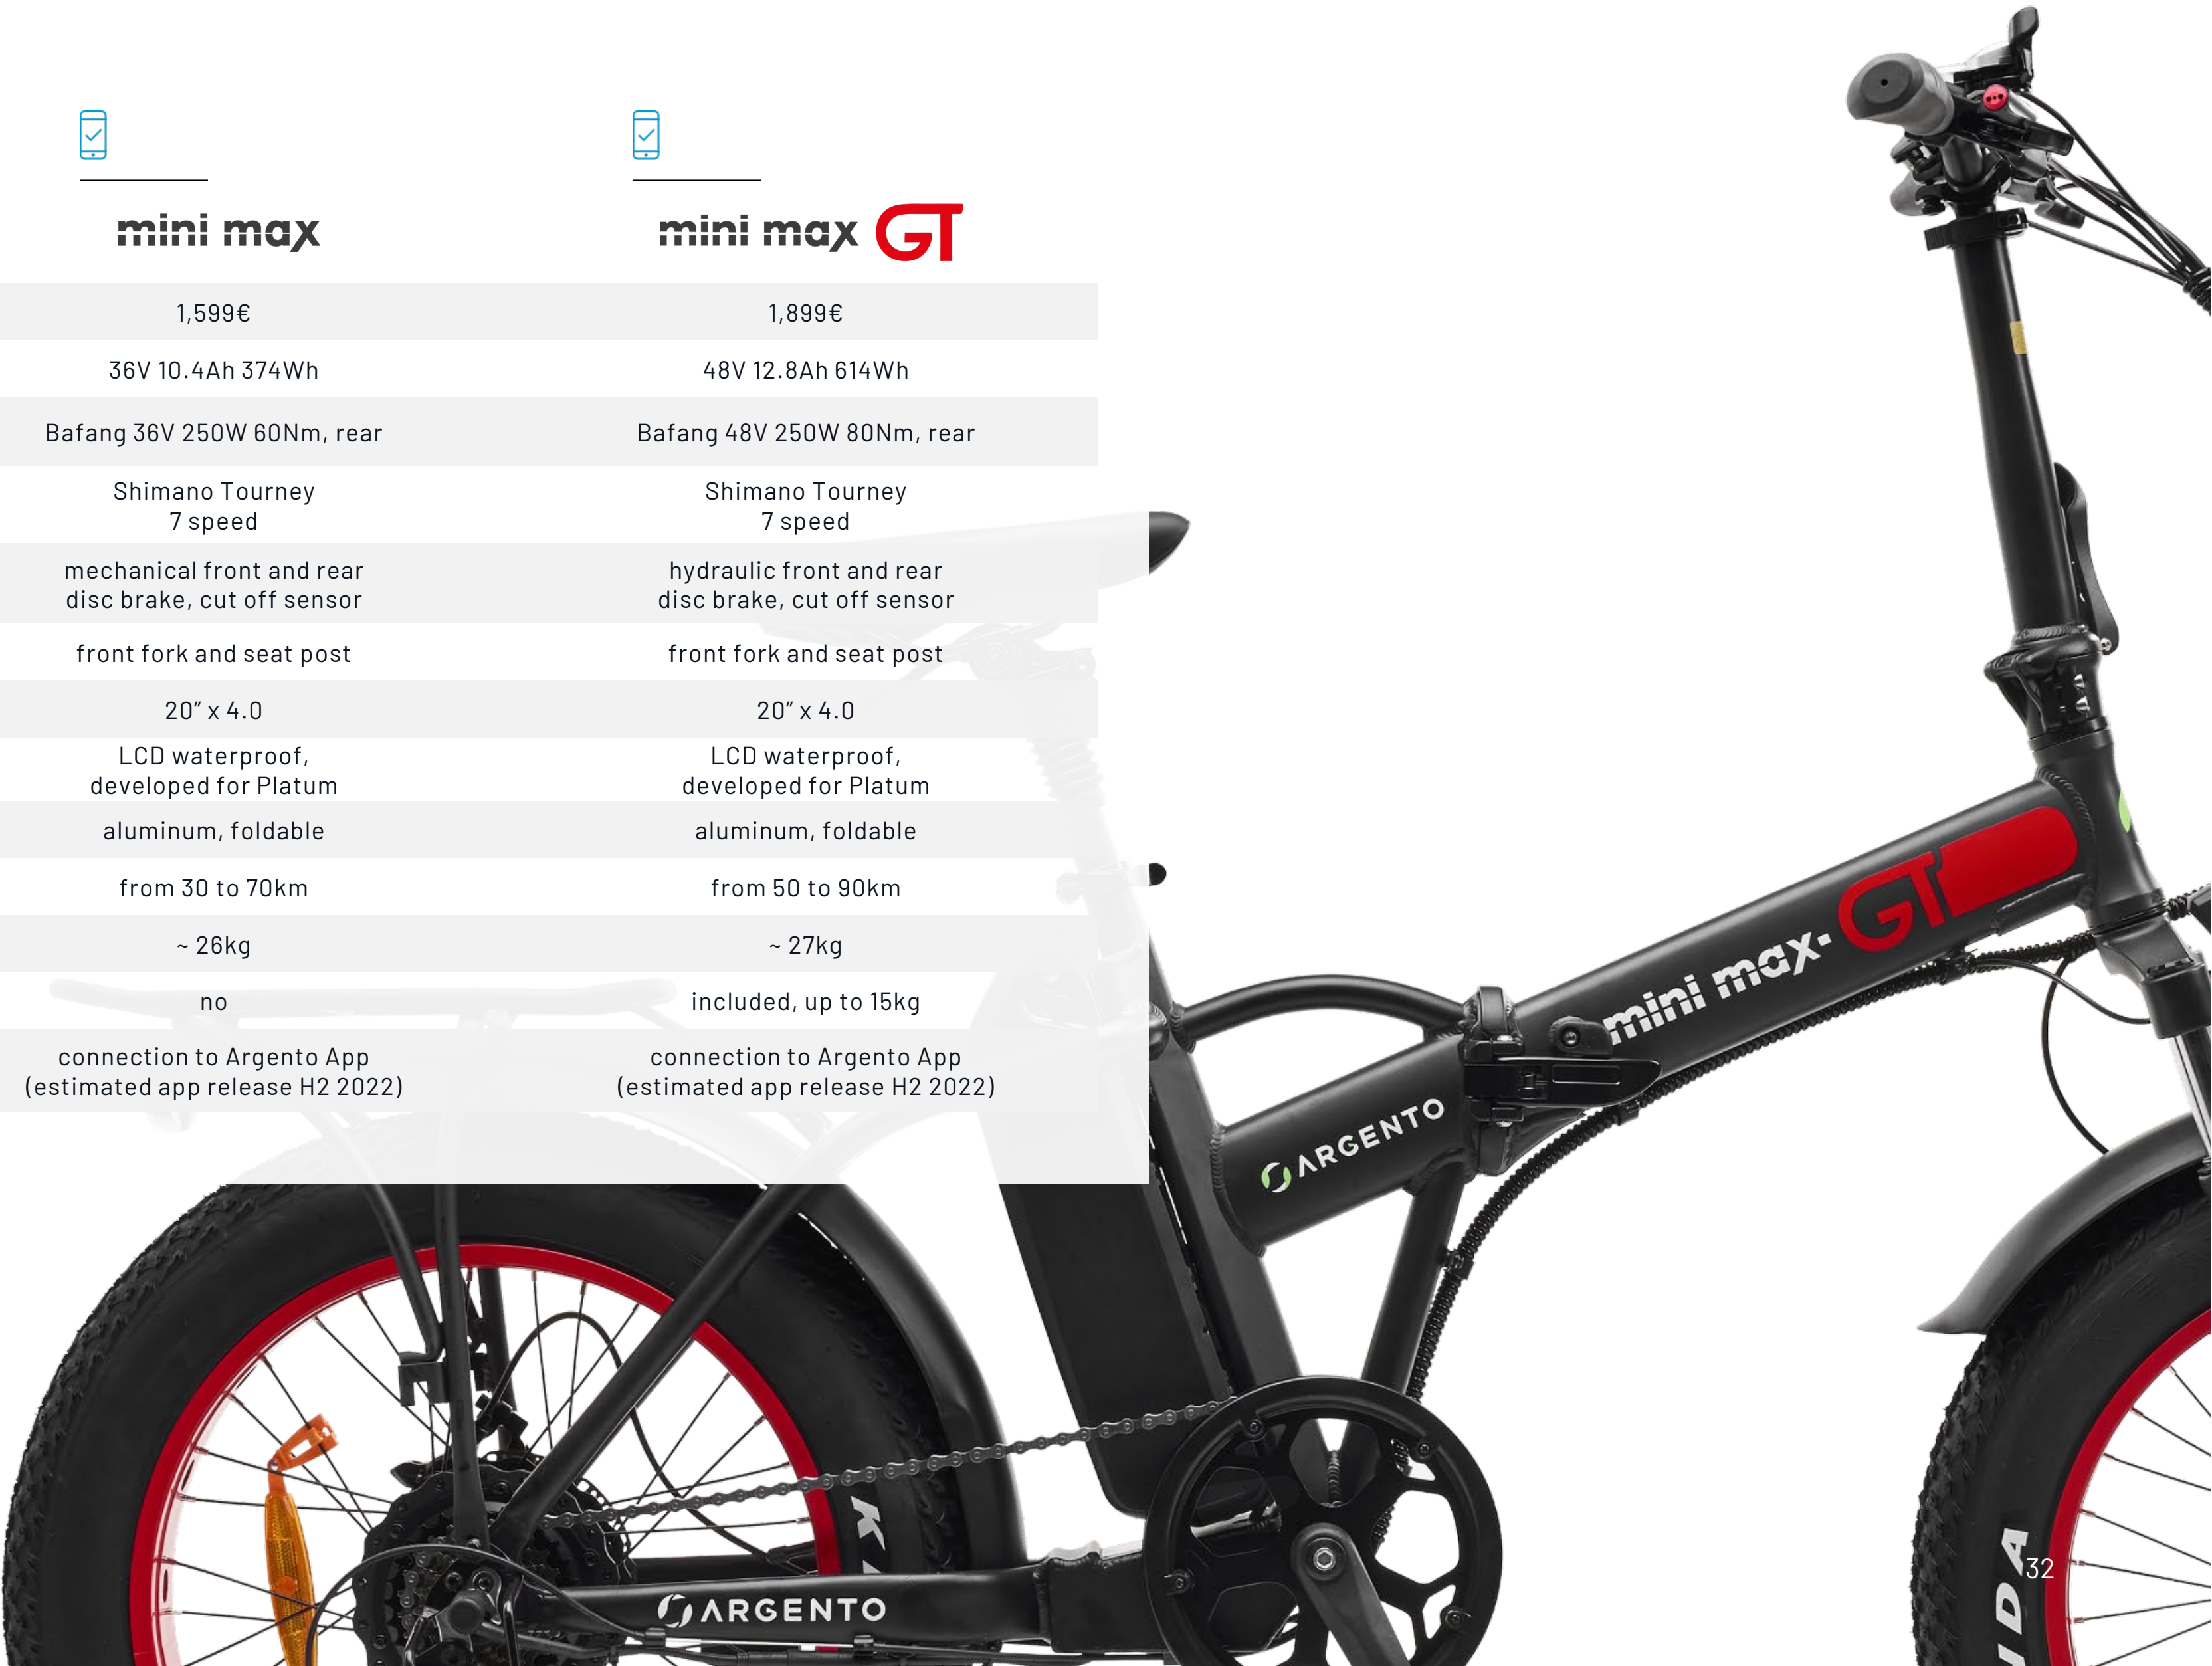 mini max
mini max GT
1,599€
1,899€
36V 10.4Ah 374Wh
48V 12.8Ah 614Wh
Bafang 36V 250W 60Nm, rear
Bafang 48V 250W 80Nm, rear
Shimano Tourney
7 speed
Shimano Tourney
7 speed
mechanical front and rear
disc brake, cut off sensor
hydraulic front and rear
disc brake, cut off sensor
front fork and seat post
front fork and seat post
20” x 4.0
20” x 4.0
LCD waterproof,
developed for Platum
LCD waterproof,
developed for Platum
aluminum, foldable
aluminum, foldable
from 30 to 70km
from 50 to 90km
~ 26kg
~ 27kg
no
included, up to 15kg
connection to Argento App
(estimated app release H2 2022)
connection to Argento App
(estimated app release H2 2022)
mini max· GT
ARGENTO
ARGENTO
32